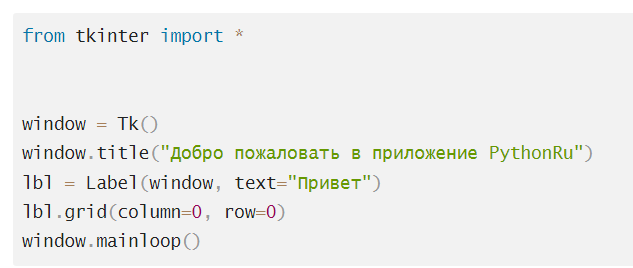 from tkinter import *
window = Tk()
window.title("Добро пожаловать в приложение PythonRu")
lbl = Label(window, text="Привет")
lbl.grid(column=0, row=0)
window.mainloop()